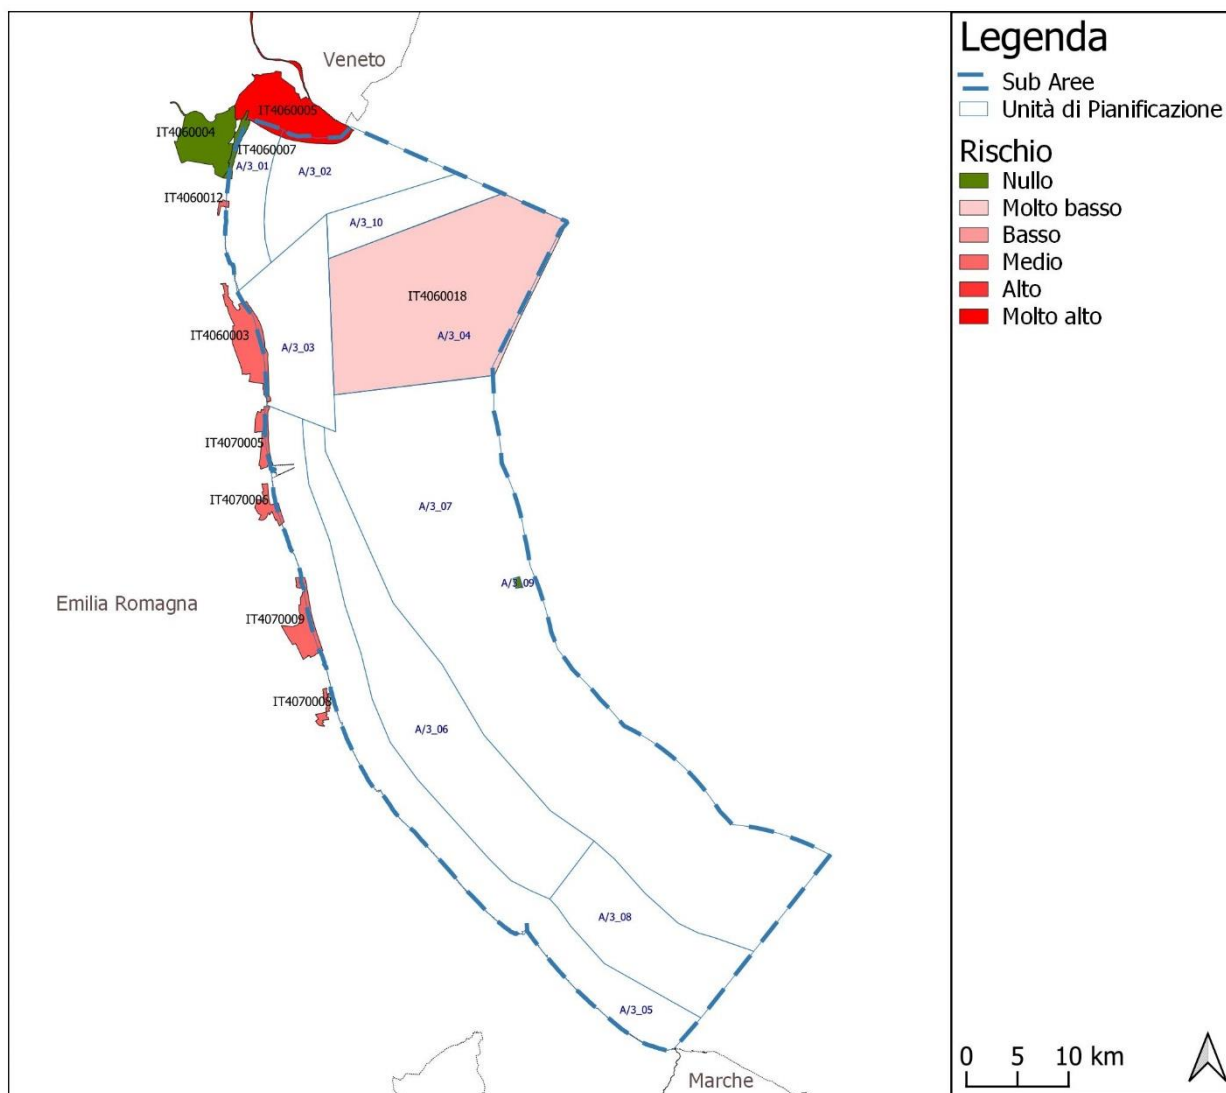 Veneto
IT4060005
IT4060004
IT4060007
A/3_01
A/3_02
IT4060012
A/3_10
IT4060018
IT4060003
A/3_04
A/3_03
IT4070005
IT4070006
A/3_07
A/3_09
Emilia Romagna
IT4070009
IT4070008
A/3_06
A/3_08
A/3_05
Marche
Legenda
Sub Aree
Unità di Pianificazione
Rischio
Nullo
Molto basso
Basso
Medio
Alto
Molto alto
0 5 10 km